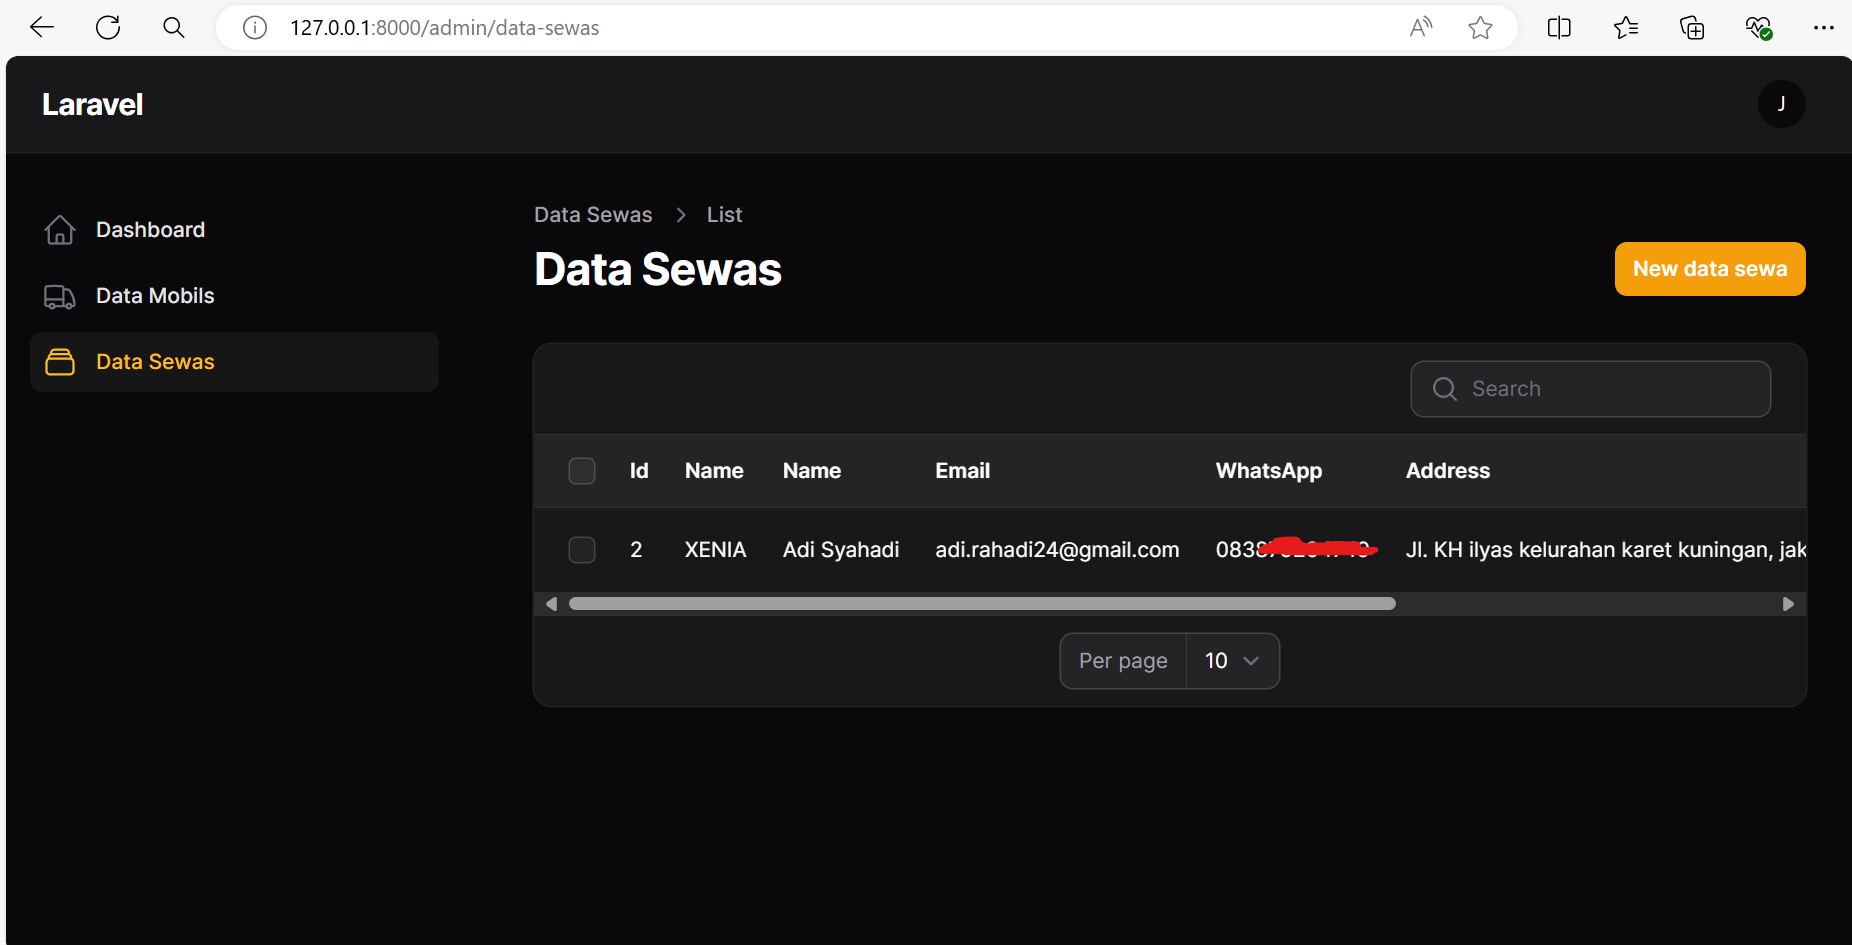 127.0.0.1:8000/admin/data-sewas
Laravel
J
Dashboard
Data Mobils
Data Sewas
Data Sewas > List
Data Sewas
New data sewa
Search
Id Name Name Email WhatsApp Address
2 XENIA Adi Syahadi adi.rahadi24@gmail.com Jl. KH ilyas kelurahan karet kuningan, jak
Per page 10